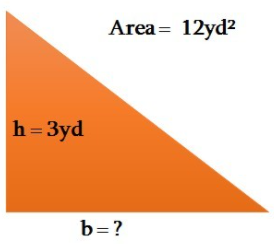 Area = 12yd²
h = 3yd
b = ?